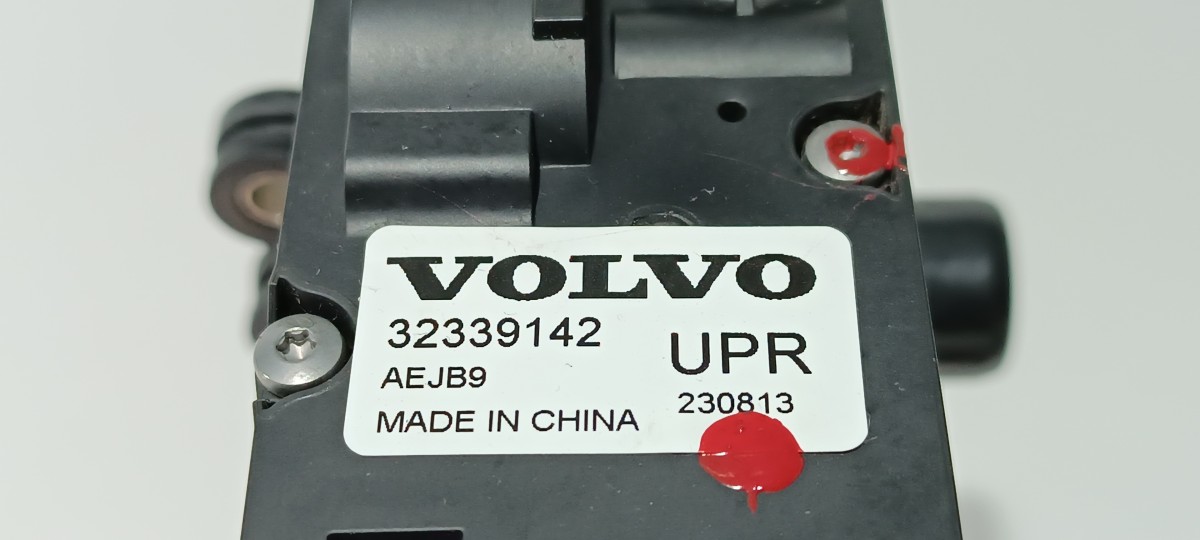 VOLVO
32339142
UPR
AEJB9
230813
MADE IN CHINA